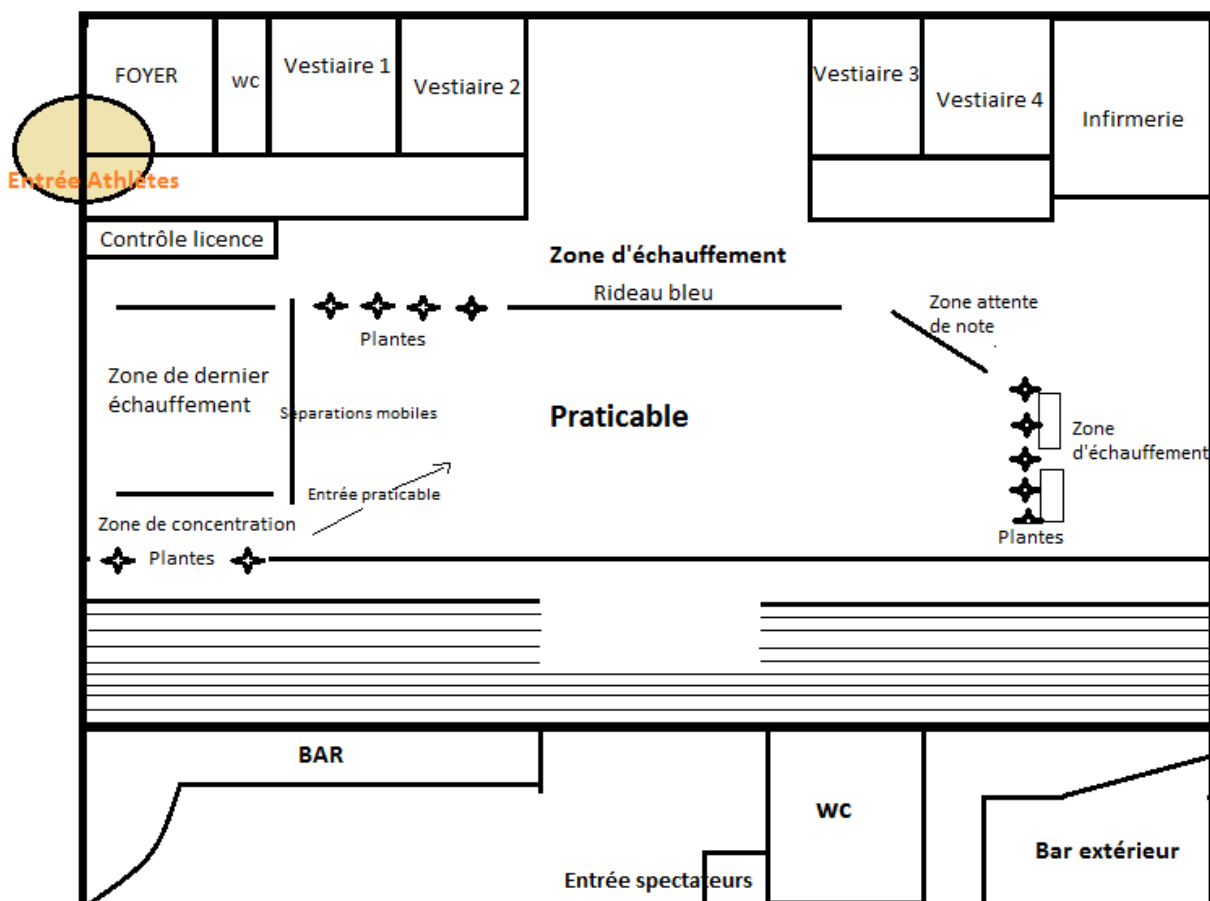 FOYER
wc
Vestiaire 1
Vestiaire 2
Vestiaire 3
Vestiaire 4
Infirmerie
Entrée Athlètes
Contrôle licence
Zone d'échauffement
Rideau bleu
Zone attente
de note
Plantes
Zone de dernier
échauffement
Séparations mobiles
Praticable
Zone
d'échauffement
Entrée praticable
Zone de concentration
Plantes
Plantes
BAR
wc
Bar extérieur
Entrée spectateurs